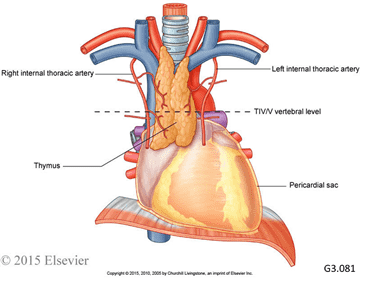 Right internal thoracic artery
Left internal thoracic artery
TIV/V vertebral level
Thymus
Pericardial sac
© 2015 Elsevier
Copyright © 2015, 2010, 2005 by Churchill Livingstone, an imprint of Elsevier Inc.
G3.081